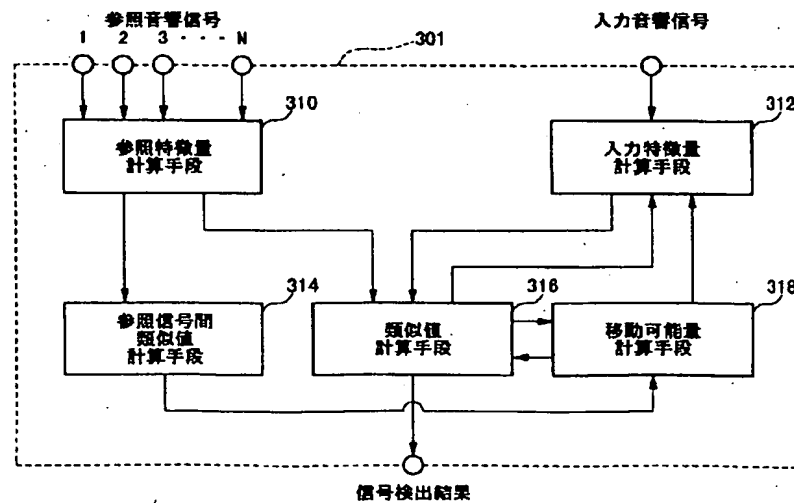 参照音響信号
入力音響信号
1 2 3 ・・・ N
301
310
312
参照特徴量
計算手段
入力特徴量
計算手段
314
316
318
参照信号間
類似値
計算手段
類似値
計算手段
移動可能量
計算手段
信号検出結果